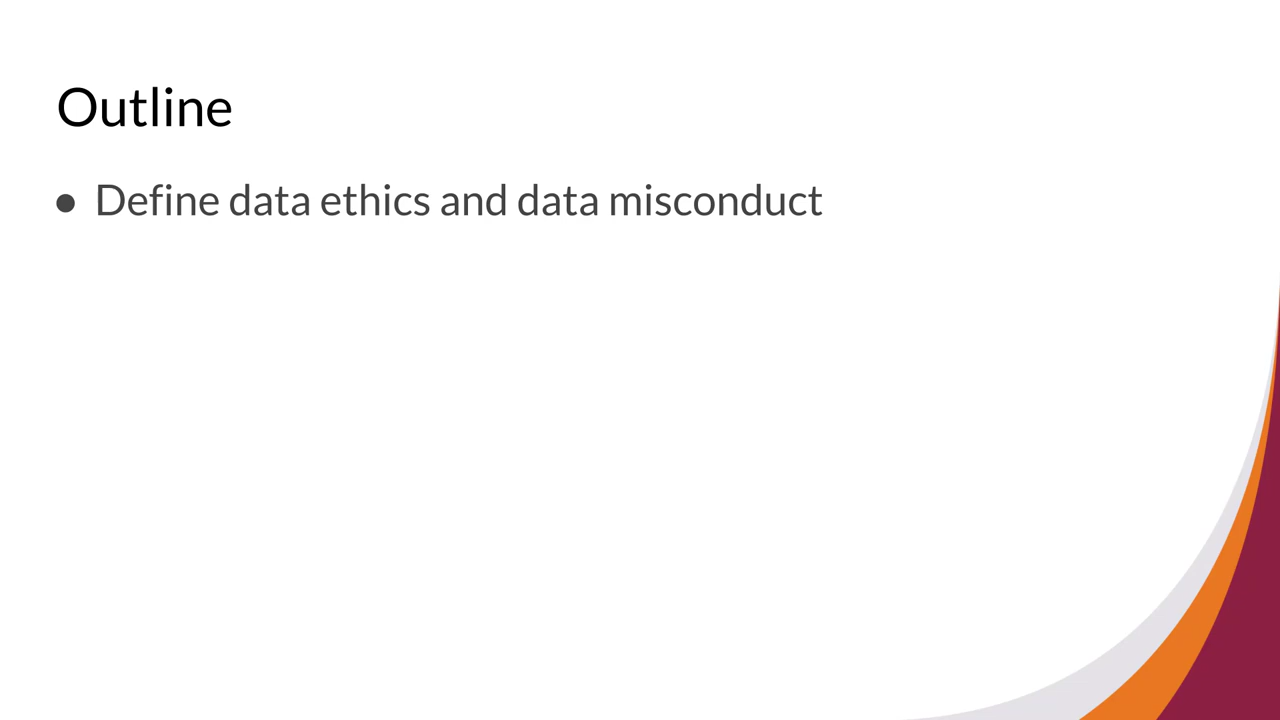 Outline
● Define data ethics and data misconduct